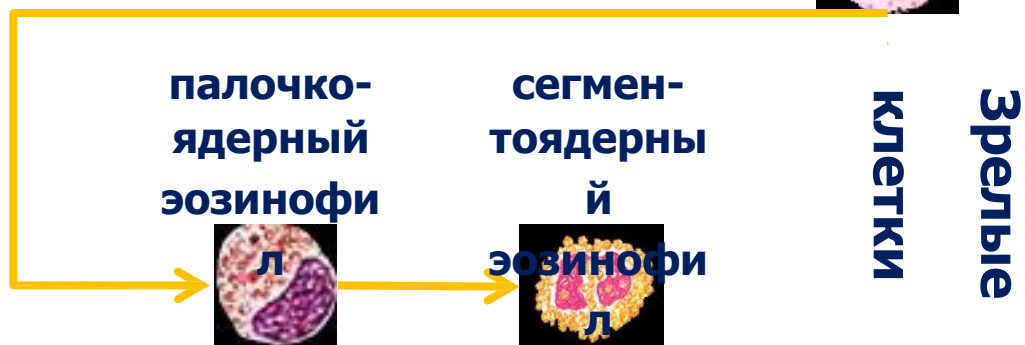 палочко-
ядерный
эозинофи
л
сегмен-
тоядерны
й
эозинофи
л
Зрелые
клетки